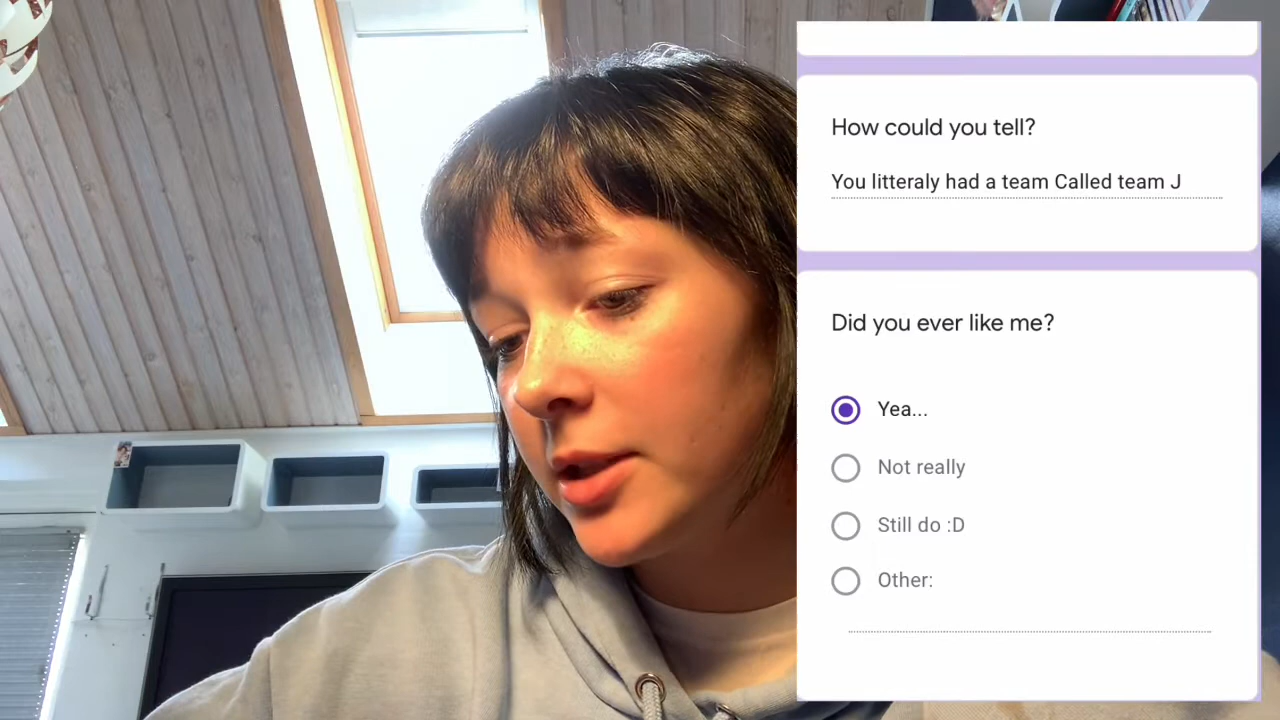 How could you tell?
You litteraly had a team Called team J
Did you ever like me?
Yea...
Not really
Still do :D
Other: